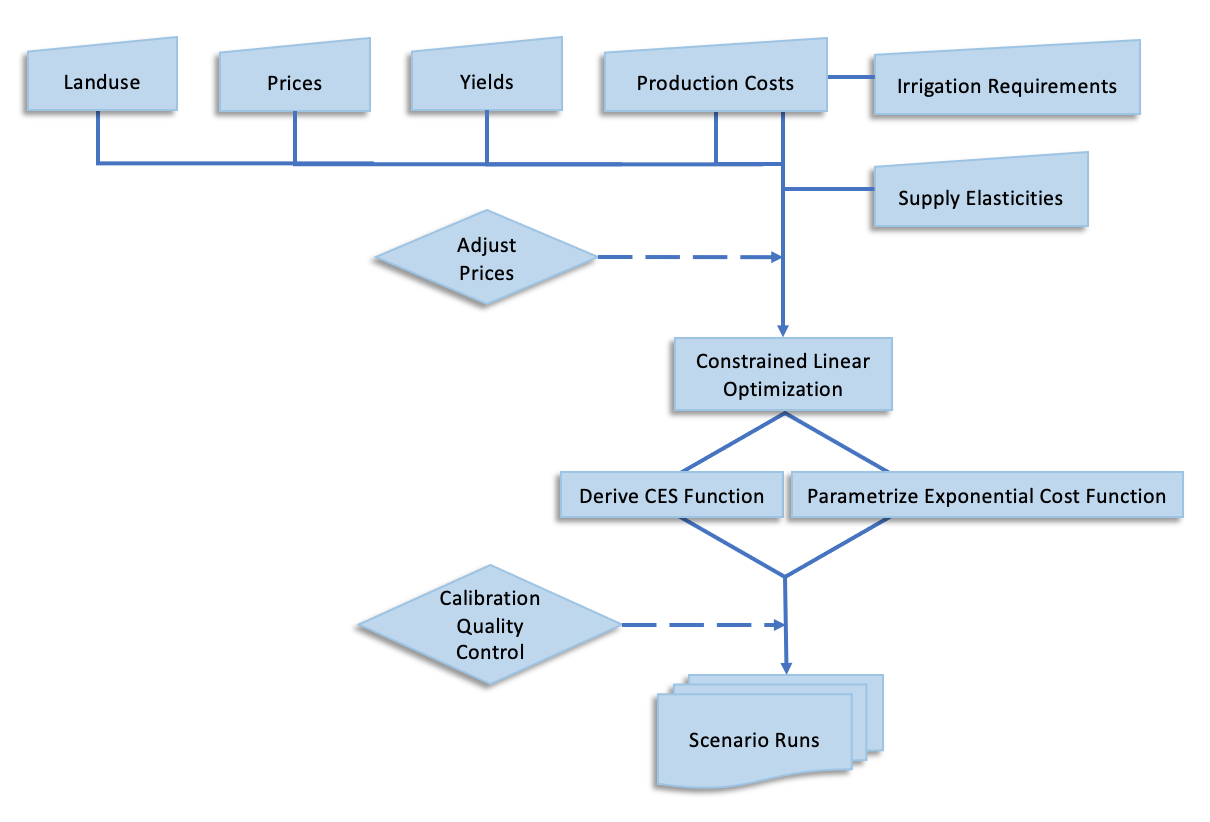 Landuse
Prices
Yields
Production Costs
Irrigation Requirements
Supply Elasticities
Adjust
Prices
Constrained Linear
Optimization
Derive CES Function
Parametrize Exponential Cost Function
Calibration
Quality
Control
Scenario Runs